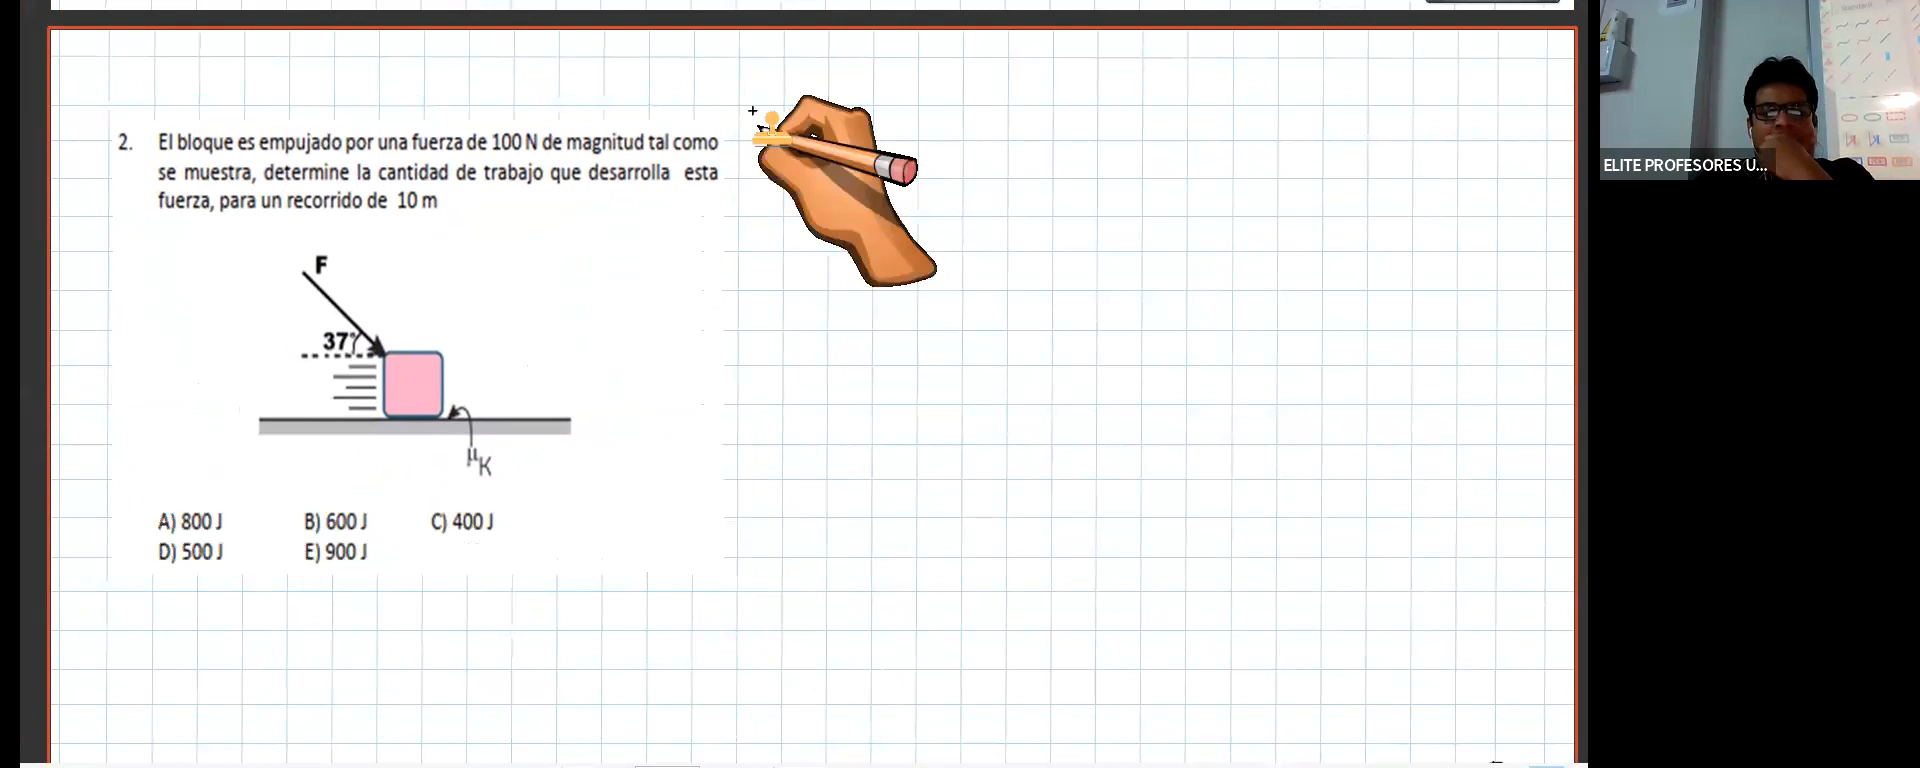 2. El bloque es empujado por una fuerza de 100 N de magnitud tal como
se muestra, determine la cantidad de trabajo que desarrolla esta
fuerza, para un recorrido de 10 m
F
37°
μK
A) 800 J B) 600 J C) 400 J
D) 500 J E) 900 J
ELITE PROFESORES U...